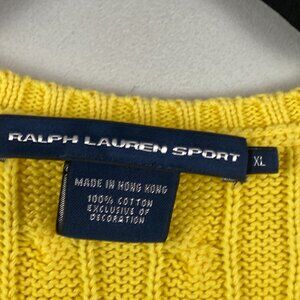 RALPH LAUREN SPORT
XL
MADE IN HONG KONG
100% COTTON
EXCLUSIVE OF
DECORATION